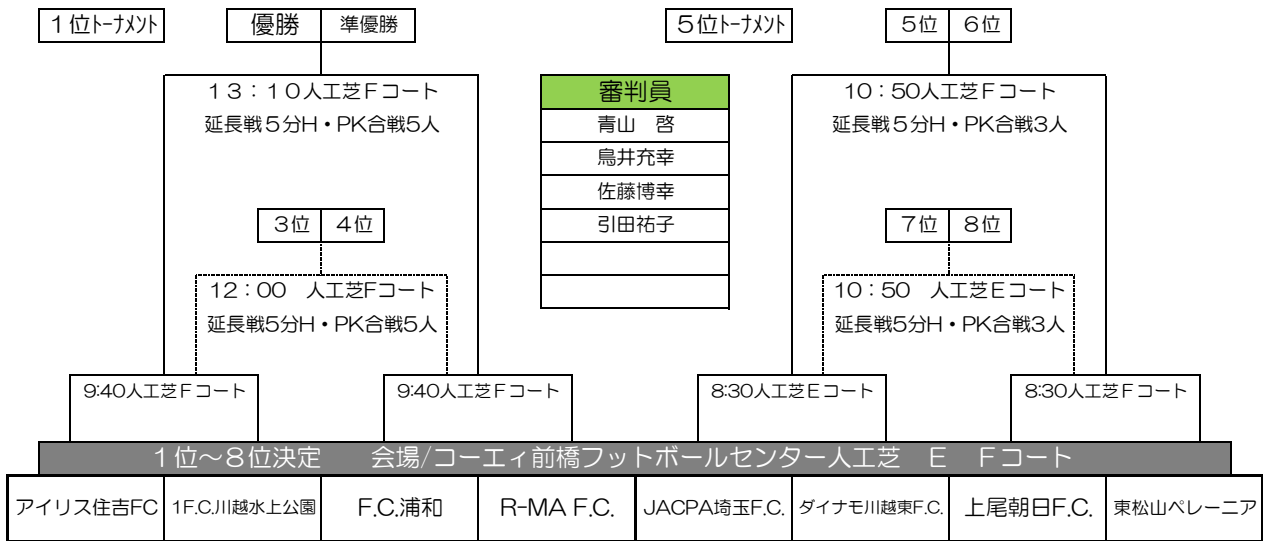 １位ﾄｰﾅﾒﾝﾄ
優勝 準優勝
５位ﾄｰﾅﾒﾝﾄ
５位 ６位
１３：１０人工芝Ｆコート
延長戦５分H・PK合戦5人
審判員
青山　啓
鳥井充幸
佐藤博幸
引田祐子
10：50人工芝Ｆコート
延長戦５分H・PK合戦3人
3位 4位
12：00　人工芝Fコート
延長戦5分H・PK合戦5人
7位 8位
10：50　人工芝Ｅコート
延長戦5分H・PK合戦3人
9:40人工芝Ｆコート
9:40人工芝Ｆコート
8:30人工芝Ｅコート
8:30人工芝Ｆコート
１位～８位決定　　会場/コーエィ前橋フットボールセンター人工芝　Ｅ　Ｆコート
アイリス住吉FC
1F.C.川越水上公園
F.C.浦和
R-MA F.C.
JACPA埼玉F.C.
ダイナモ川越東F.C.
上尾朝日F.C.
東松山ペレーニア